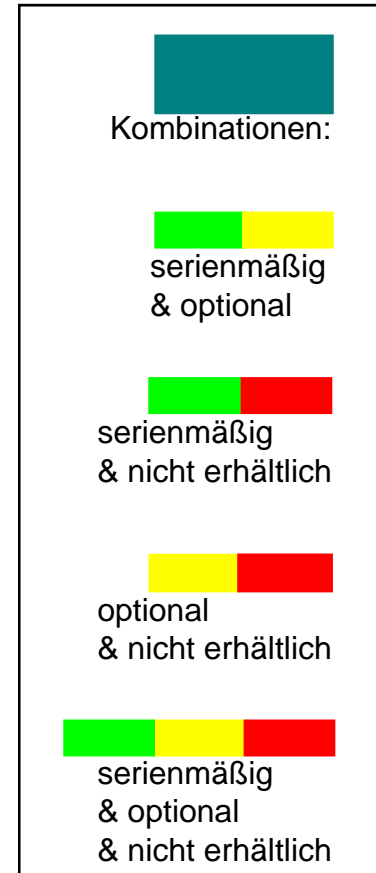 Kombinationen:
serienmäßig
& optional
serienmäßig
& nicht erhältlich
optional
& nicht erhältlich
serienmäßig
& optional
& nicht erhältlich